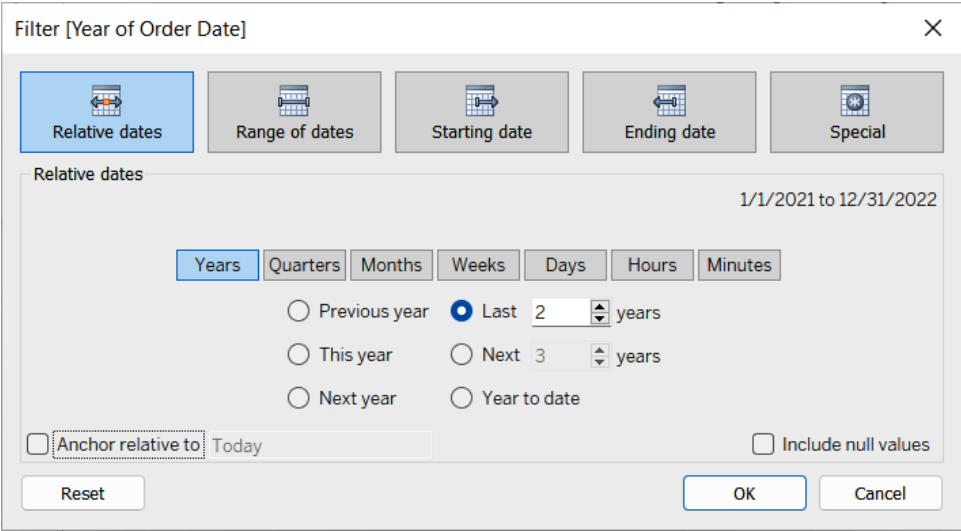 Filter [Year of Order Date]
Relative dates Range of dates Starting date Ending date Special
Relative dates
1/1/2021 to 12/31/2022
Years Quarters Months Weeks Days Hours Minutes
Previous year Last 2 years
This year Next 3 years
Next year Year to date
Anchor relative to Today Include null values
Reset OK Cancel